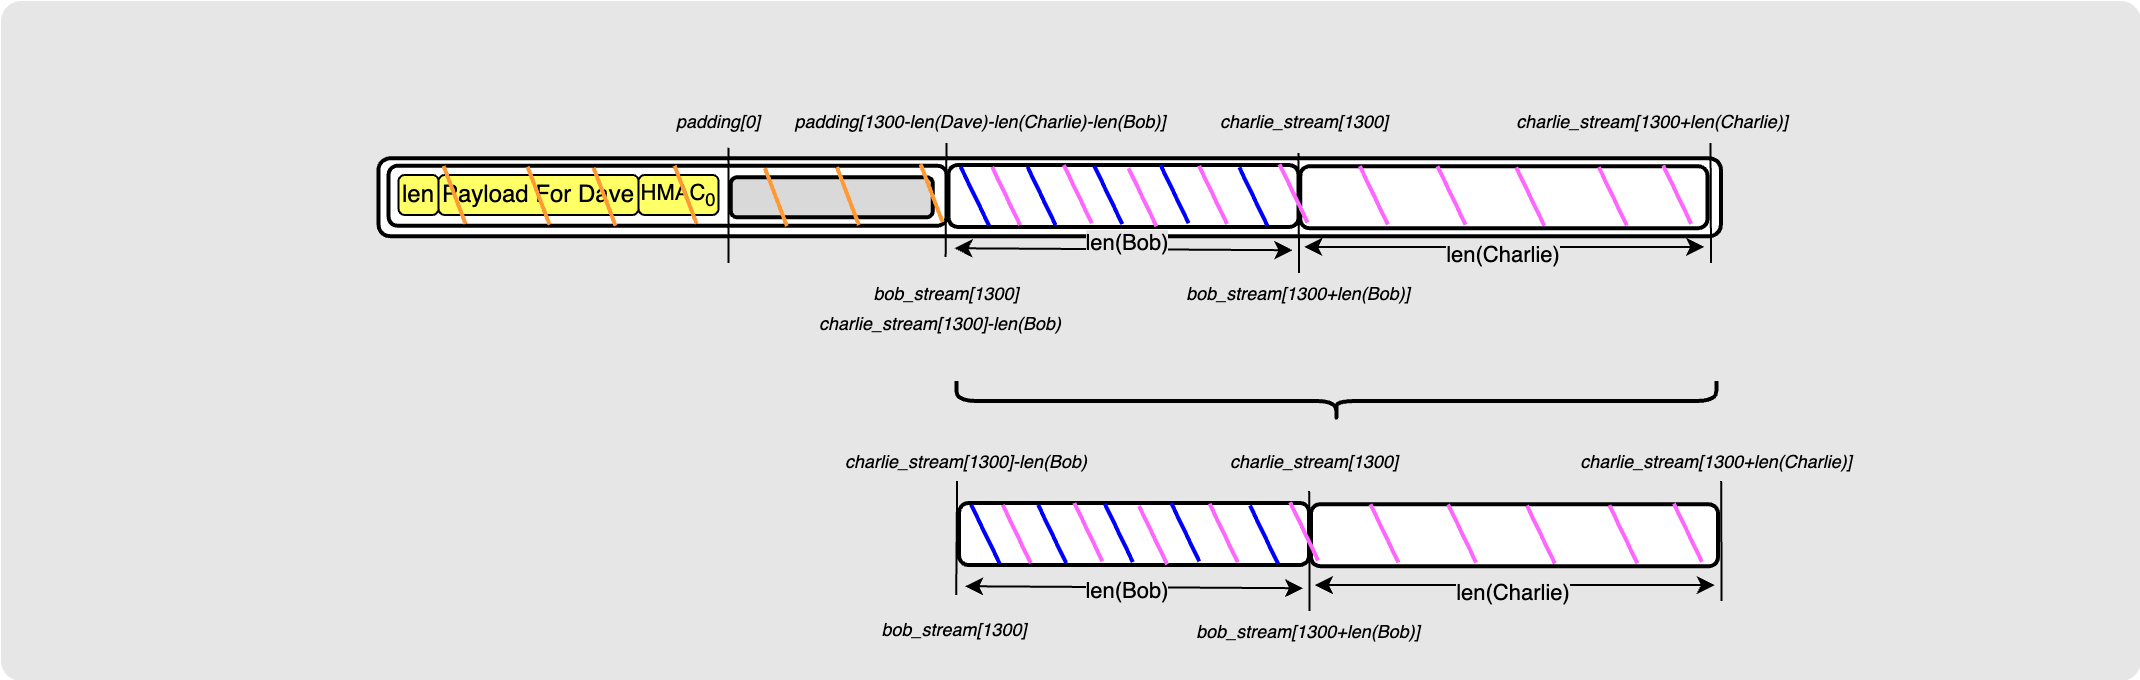 padding[0] padding[1300-len(Dave)-len(Charlie)-len(Bob)] charlie_stream[1300] charlie_stream[1300+len(Charlie)]
len Payload For Dave HMAC₀
len(Bob) len(Charlie)
bob_stream[1300] bob_stream[1300+len(Bob)]
charlie_stream[1300]-len(Bob)
charlie_stream[1300]-len(Bob) charlie_stream[1300] charlie_stream[1300+len(Charlie)]
len(Bob) len(Charlie)
bob_stream[1300] bob_stream[1300+len(Bob)]